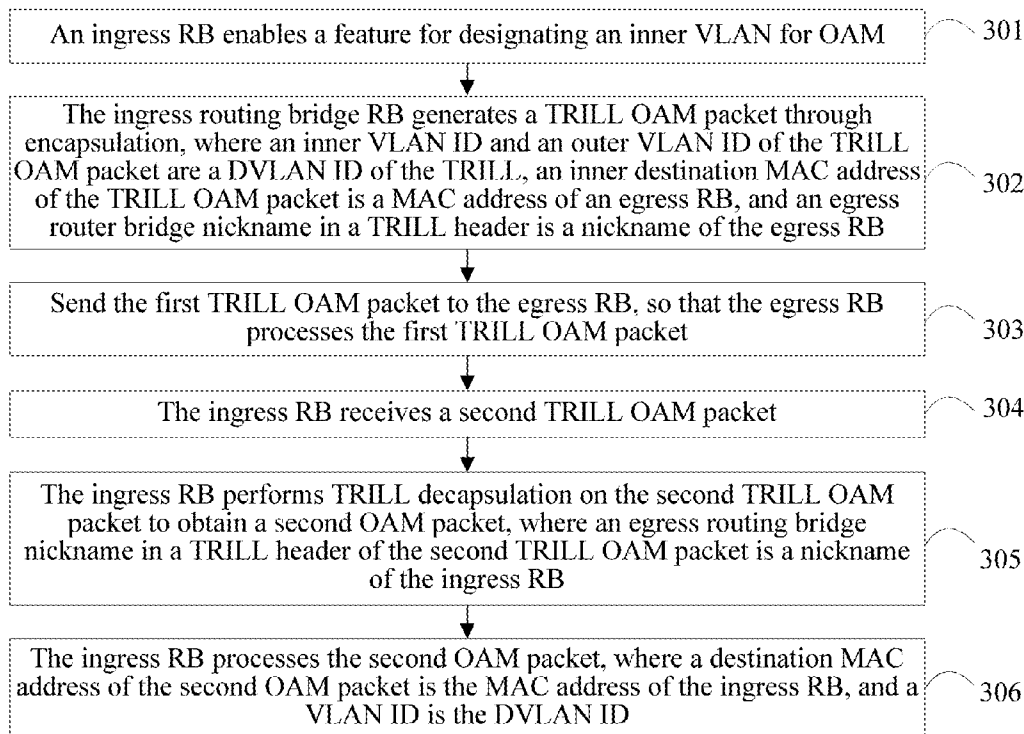 An ingress RB enables a feature for designating an inner VLAN for OAM
301
The ingress routing bridge RB generates a TRILL OAM packet through
encapsulation, where an inner VLAN ID and an outer VLAN ID of the TRILL
OAM packet are a DVLAN ID of the TRILL, an inner destination MAC address
of the TRILL OAM packet is a MAC address of an egress RB, and an egress
router bridge nickname in a TRILL header is a nickname of the egress RB
302
Send the first TRILL OAM packet to the egress RB, so that the egress RB
processes the first TRILL OAM packet
303
The ingress RB receives a second TRILL OAM packet
304
The ingress RB performs TRILL decapsulation on the second TRILL OAM
packet to obtain a second OAM packet, where an egress routing bridge
nickname in a TRILL header of the second TRILL OAM packet is a nickname
of the ingress RB
305
The ingress RB processes the second OAM packet, where a destination MAC
address of the second OAM packet is the MAC address of the ingress RB, and a
VLAN ID is the DVLAN ID
306